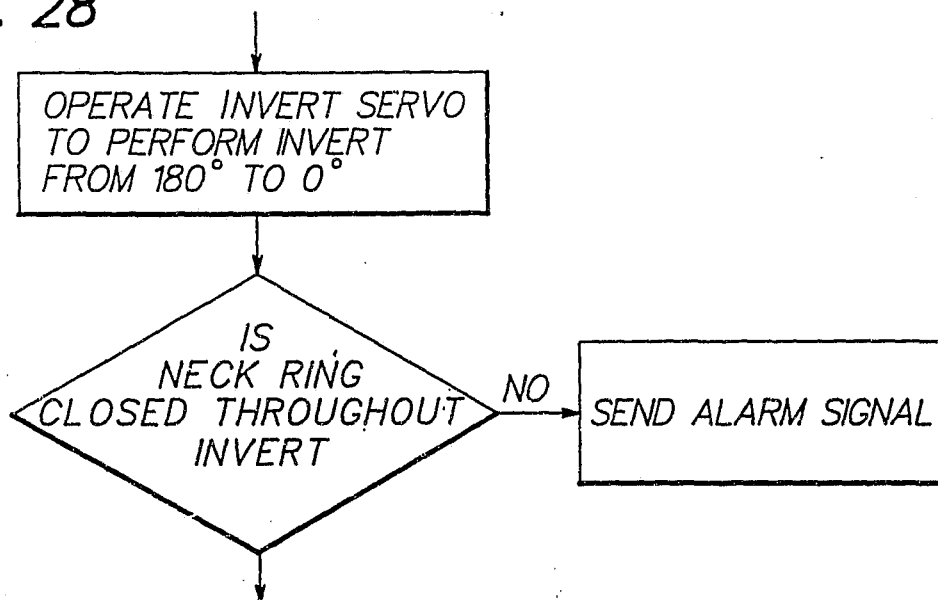 28
OPERATE INVERT SERVO
TO PERFORM INVERT
FROM 180° TO 0°
IS
NECK RING
CLOSED THROUGHOUT
INVERT
NO
SEND ALARM SIGNAL